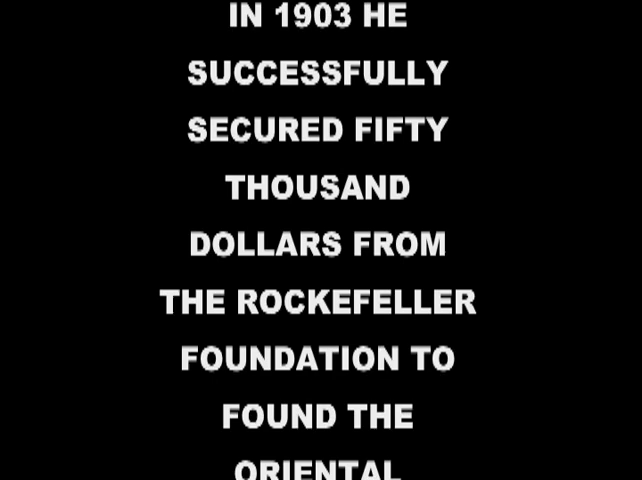 IN 1903 HE
SUCCESSFULLY
SECURED FIFTY
THOUSAND
DOLLARS FROM
THE ROCKEFELLER
FOUNDATION TO
FOUND THE
ORIENTAL